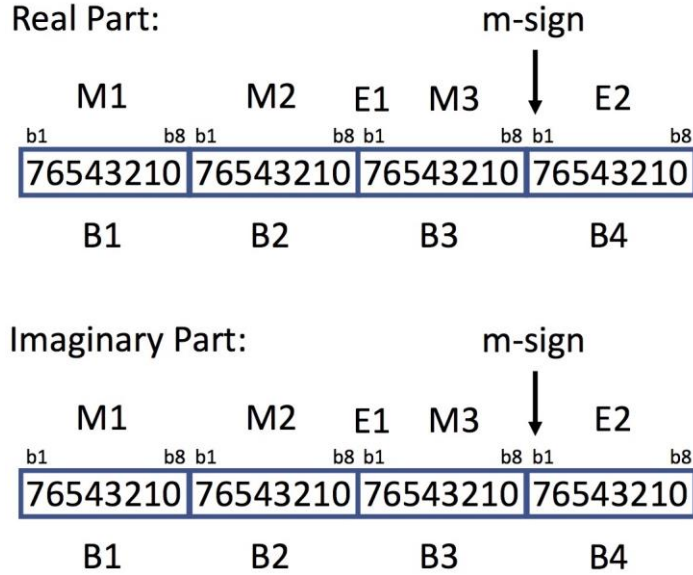 Real Part: m-sign
M1 M2 E1 M3 E2
b1 b8 b1 b8 b1 b8 b1 b8
76543210 76543210 76543210 76543210
B1 B2 B3 B4
Imaginary Part: m-sign
M1 M2 E1 M3 E2
b1 b8 b1 b8 b1 b8 b1 b8
76543210 76543210 76543210 76543210
B1 B2 B3 B4